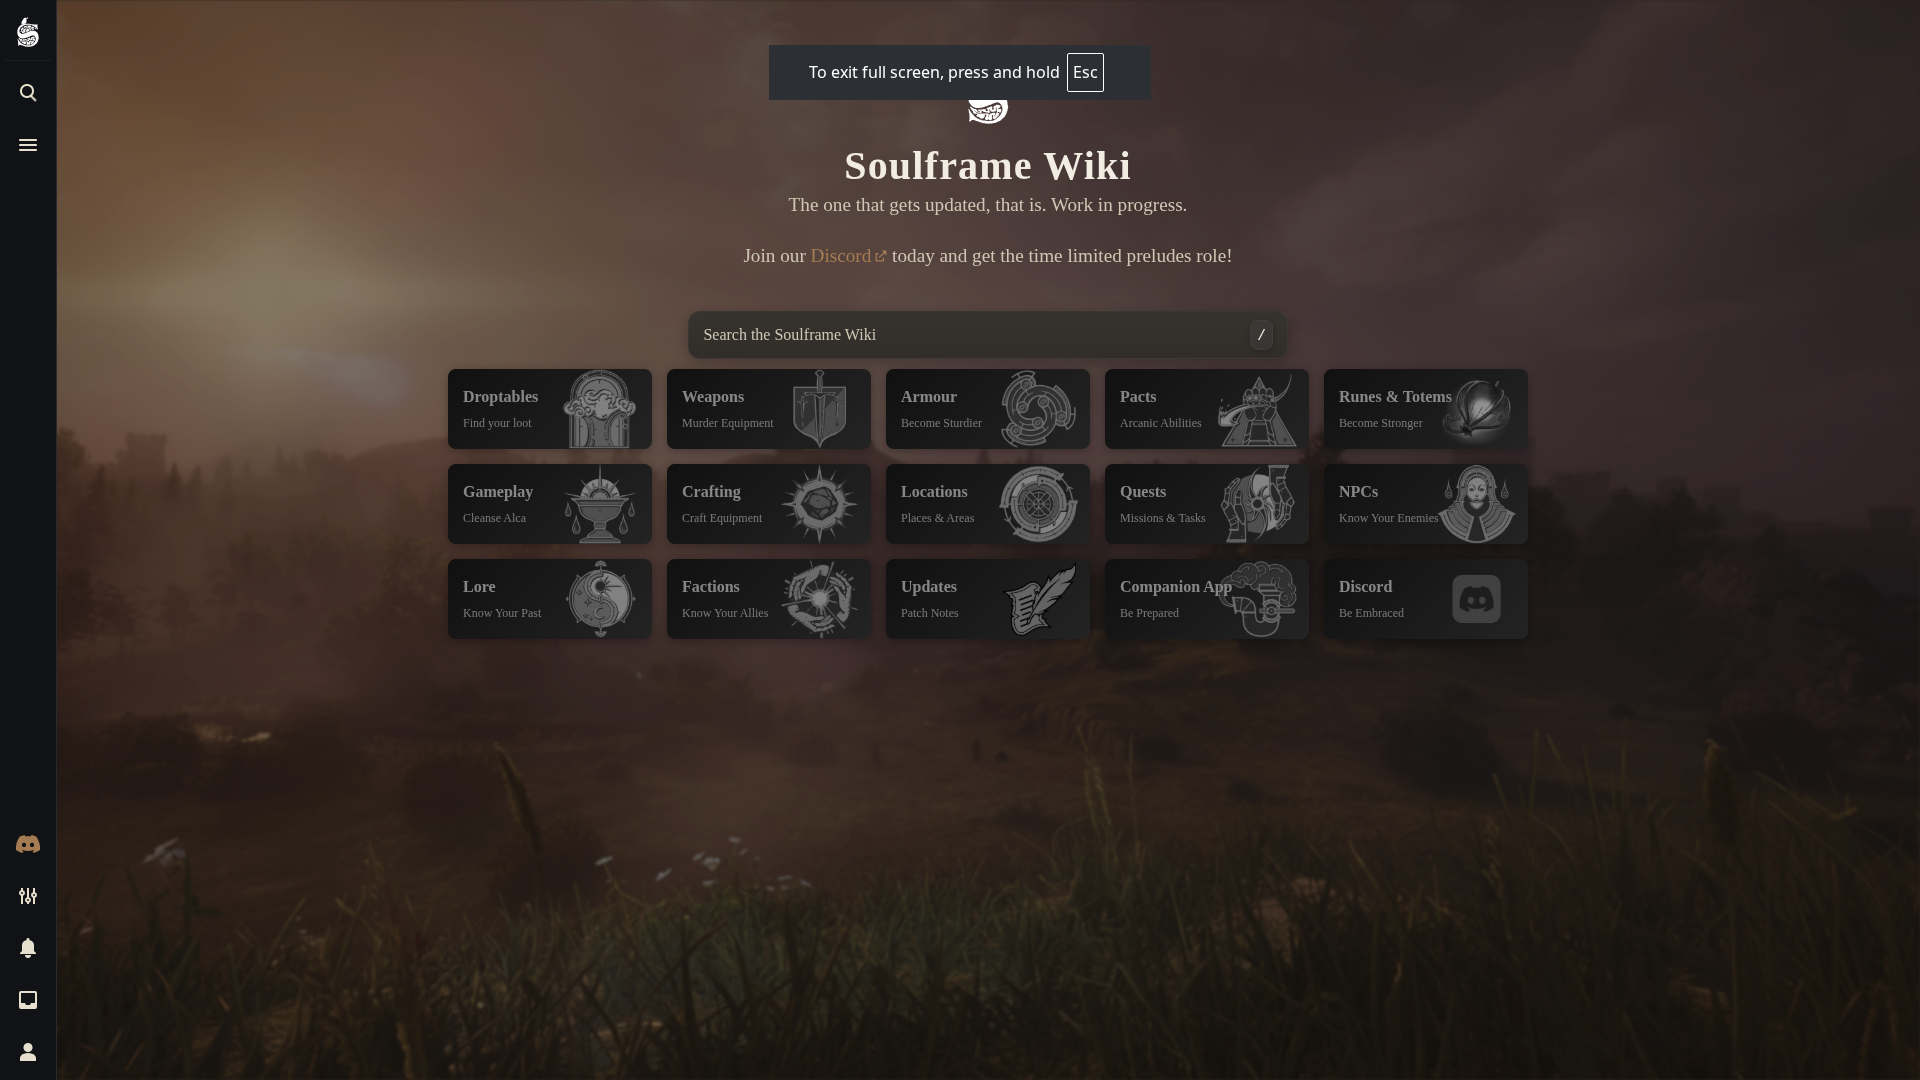 To exit full screen, press and hold Esc
Soulframe Wiki
The one that gets updated, that is. Work in progress.
Join our Discord today and get the time limited preludes role!
Search the Soulframe Wiki /
Droptables
Find your loot
Weapons
Murder Equipment
Armour
Become Sturdier
Pacts
Arcanic Abilities
Runes & Totems
Become Stronger
Gameplay
Cleanse Alca
Crafting
Craft Equipment
Locations
Places & Areas
Quests
Missions & Tasks
NPCs
Know Your Enemies
Lore
Know Your Past
Factions
Know Your Allies
Updates
Patch Notes
Companion App
Be Prepared
Discord
Be Embraced